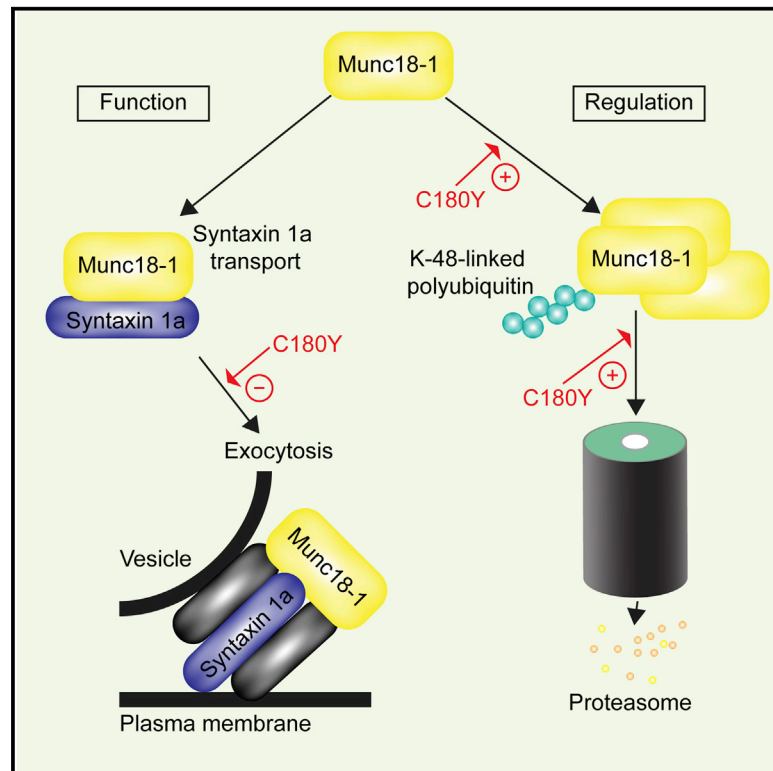 Munc18-1
Function
Regulation
C180Y
+
Syntaxin 1a
transport
Munc18-1
Syntaxin 1a
K-48-linked
polyubiquitin
Munc18-1
C180Y
−
C180Y
+
Exocytosis
Vesicle
Munc18-1
Syntaxin 1a
Plasma membrane
Proteasome